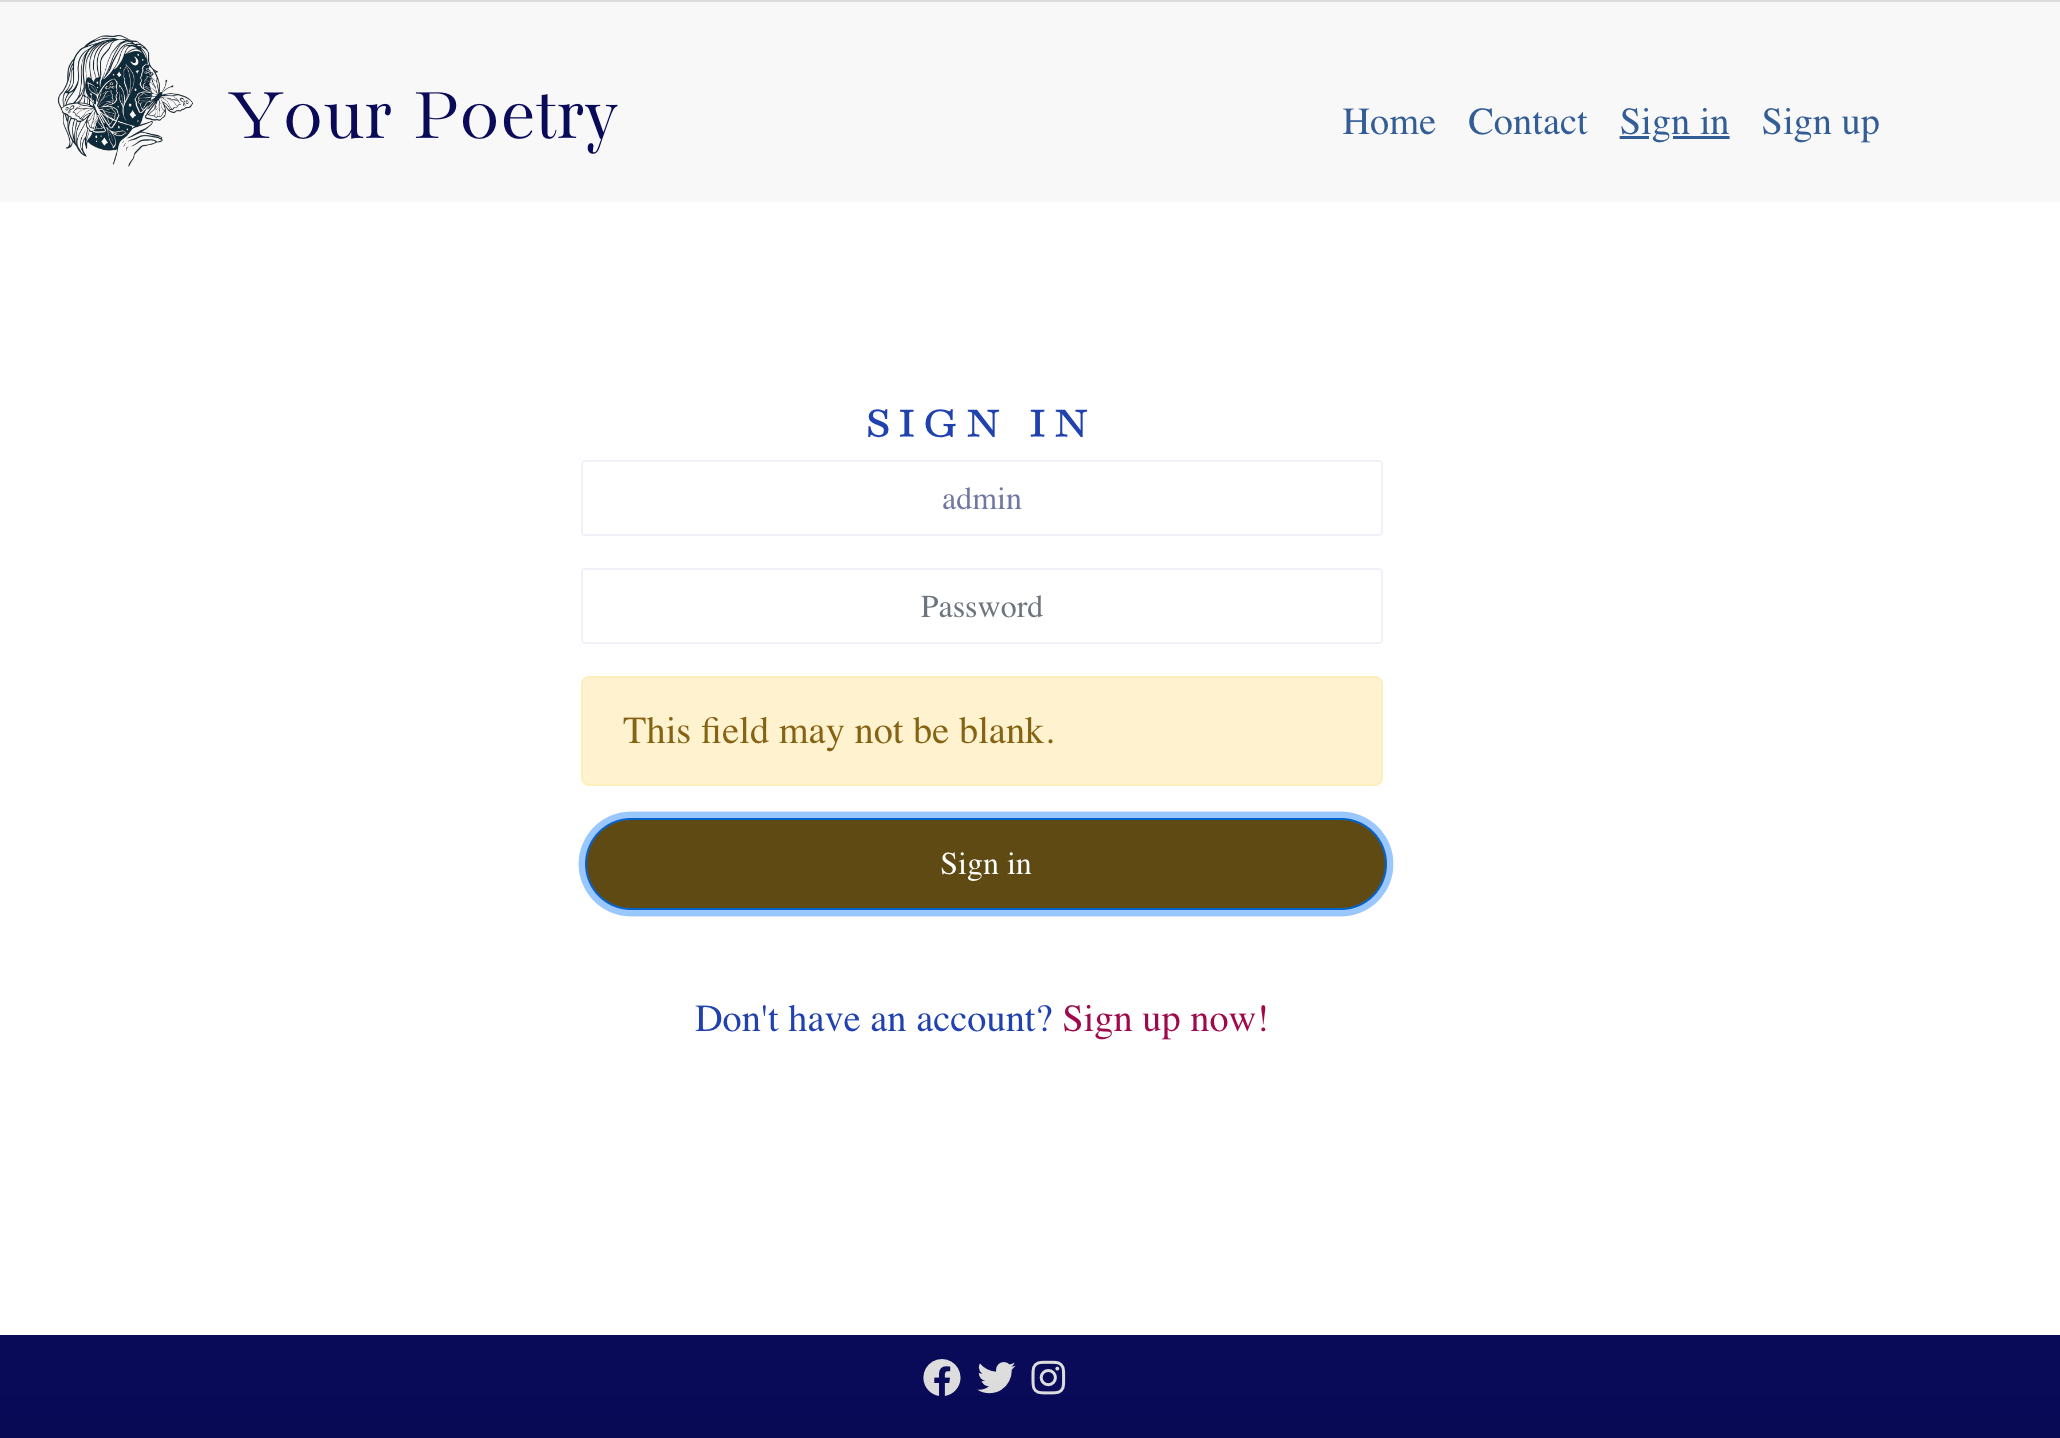 Your Poetry
Home Contact Sign in Sign up
SIGN IN
admin
Password
This field may not be blank.
Sign in
Don't have an account? Sign up now!